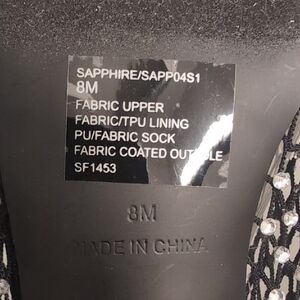 SAPPHIRE/SAPP04S1
8M
FABRIC UPPER
FABRIC/TPU LINING
PU/FABRIC SOCK
FABRIC COATED OUTSOLE
SF1453
8M
MADE IN CHINA